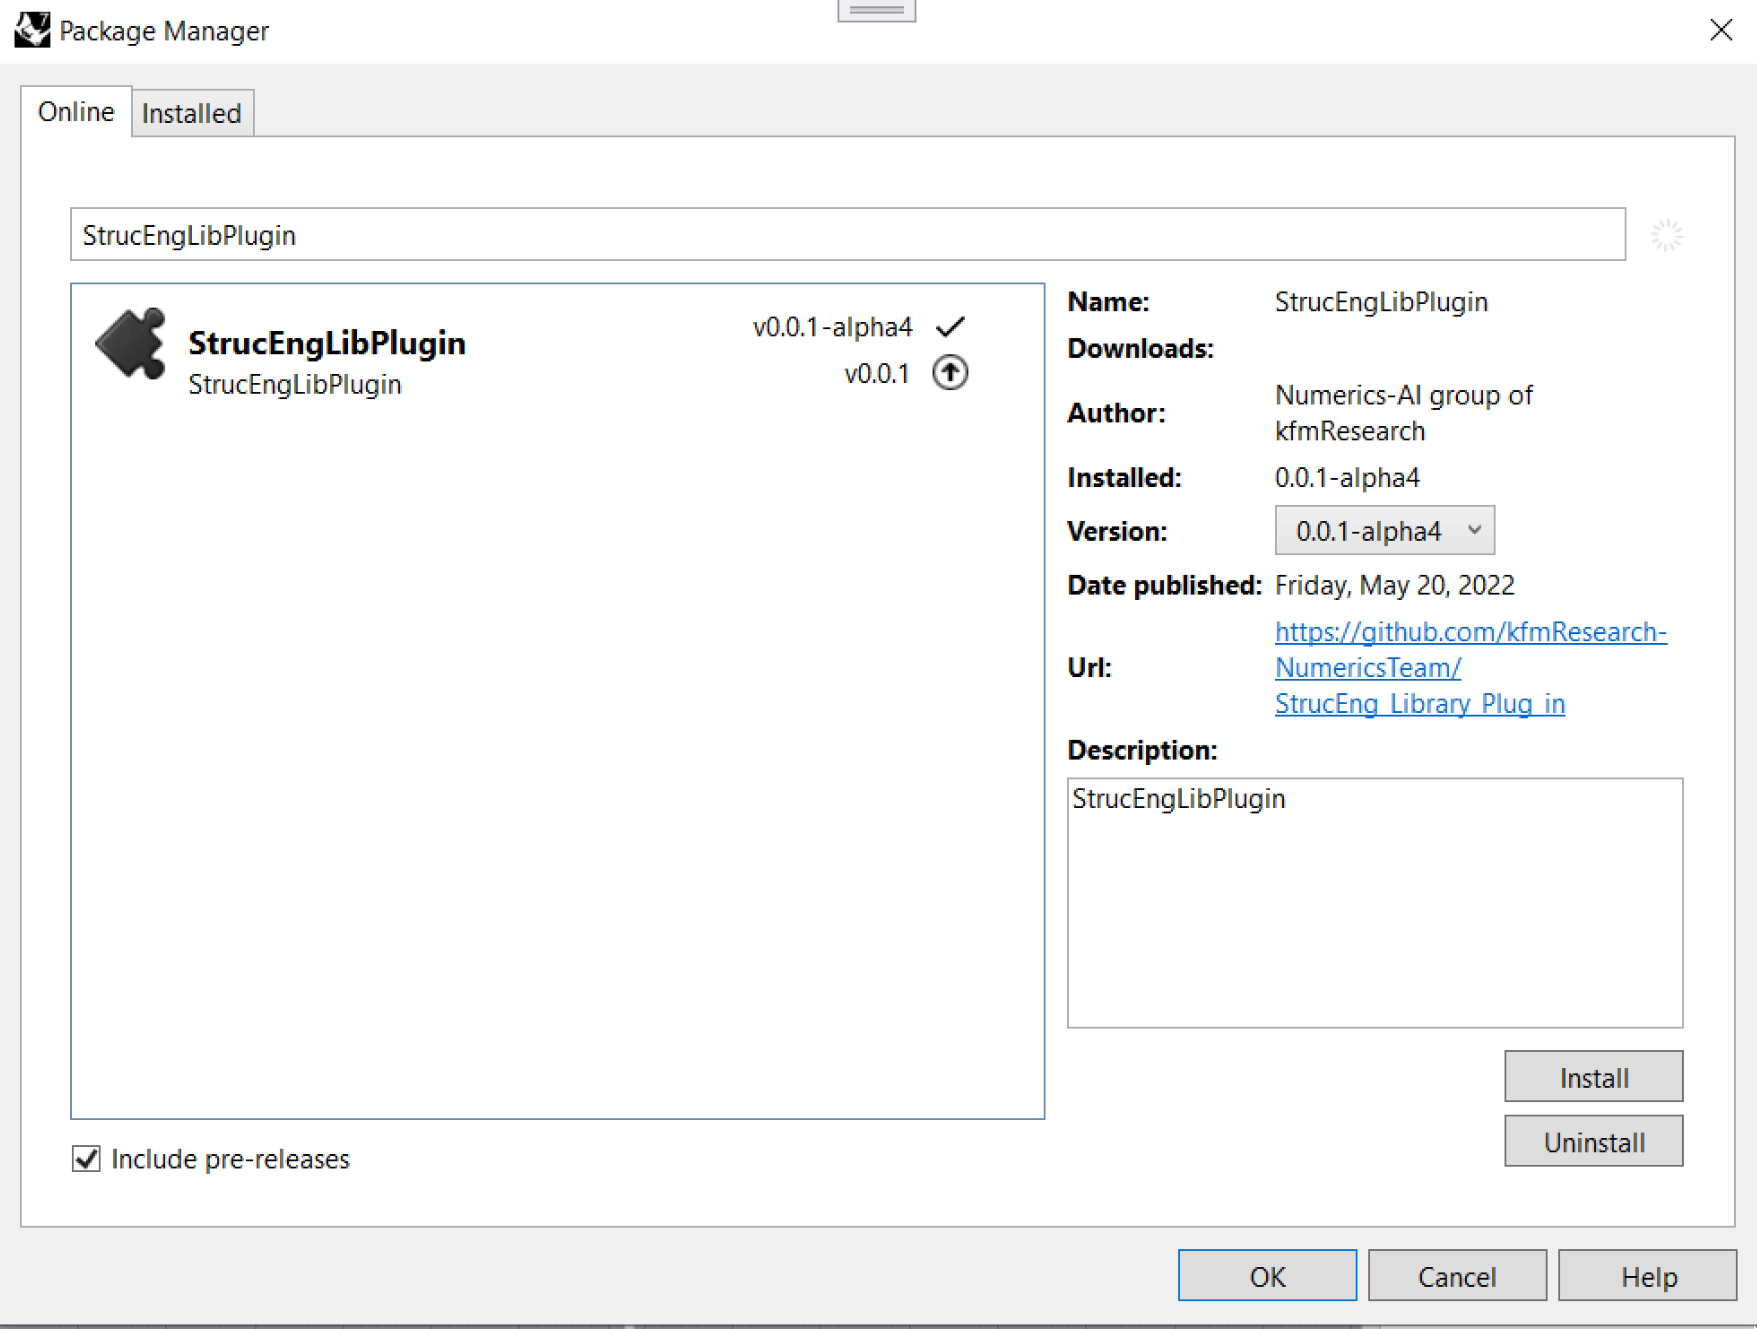 7
Package Manager
Online
Installed
StrucEngLibPlugin
StrucEngLibPlugin
StrucEngLibPlugin
v0.0.1-alpha4
v0.0.1
Include pre-releases
Name: StrucEngLibPlugin
Downloads:
Author: Numerics-AI group of
kfmResearch
Installed: 0.0.1-alpha4
Version: 0.0.1-alpha4
Date published: Friday, May 20, 2022
Url: https://github.com/kfmResearch-
NumericsTeam/
StrucEng_Library_Plug_in
Description:
StrucEngLibPlugin
Install
Uninstall
OK
Cancel
Help